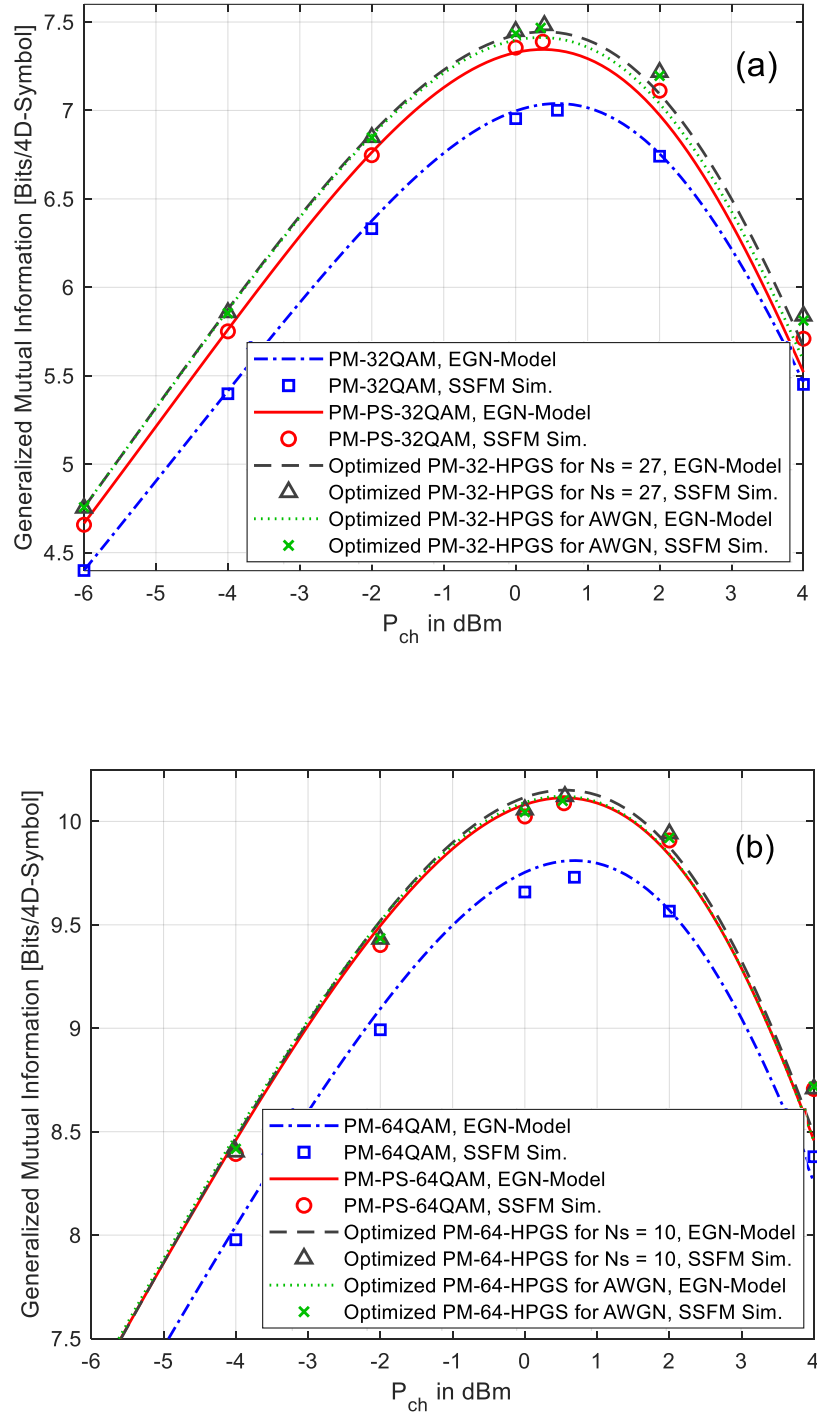 (a)
Generalized Mutual Information [Bits/4D-Symbol]
7.5
7
6.5
6
5.5
5
4.5
PM-32QAM, EGN-Model
PM-32QAM, SSFM Sim.
PM-PS-32QAM, EGN-Model
PM-PS-32QAM, SSFM Sim.
Optimized PM-32-HPGS for Ns = 27, EGN-Model
Optimized PM-32-HPGS for Ns = 27, SSFM Sim.
Optimized PM-32-HPGS for AWGN, EGN-Model
Optimized PM-32-HPGS for AWGN, SSFM Sim.
-6 -5 -4 -3 -2 -1 0 1 2 3 4
P_ch in dBm
(b)
Generalized Mutual Information [Bits/4D-Symbol]
10
9.5
9
8.5
8
7.5
PM-64QAM, EGN-Model
PM-64QAM, SSFM Sim.
PM-PS-64QAM, EGN-Model
PM-PS-64QAM, SSFM Sim.
Optimized PM-64-HPGS for Ns = 10, EGN-Model
Optimized PM-64-HPGS for Ns = 10, SSFM Sim.
Optimized PM-64-HPGS for AWGN, EGN-Model
Optimized PM-64-HPGS for AWGN, SSFM Sim.
-6 -5 -4 -3 -2 -1 0 1 2 3 4
P_ch in dBm